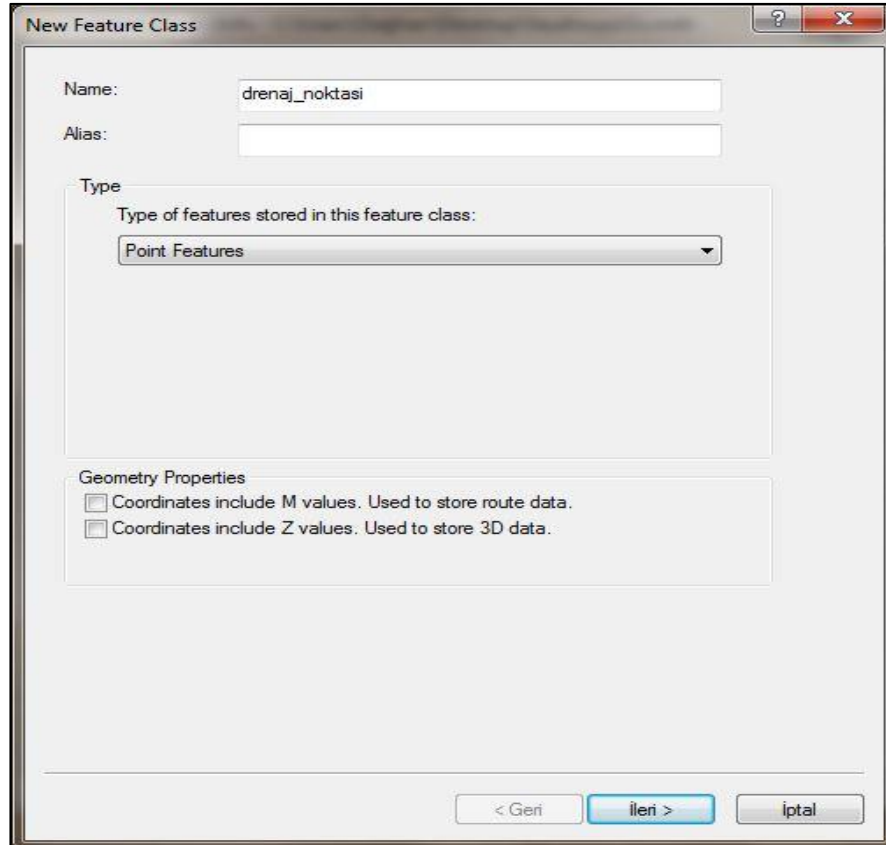 New Feature Class
Name:
drenaj_noktasi
Alias:
Type
Type of features stored in this feature class:
Point Features
Geometry Properties
Coordinates include M values. Used to store route data.
Coordinates include Z values. Used to store 3D data.
< Geri
İleri >
İptal